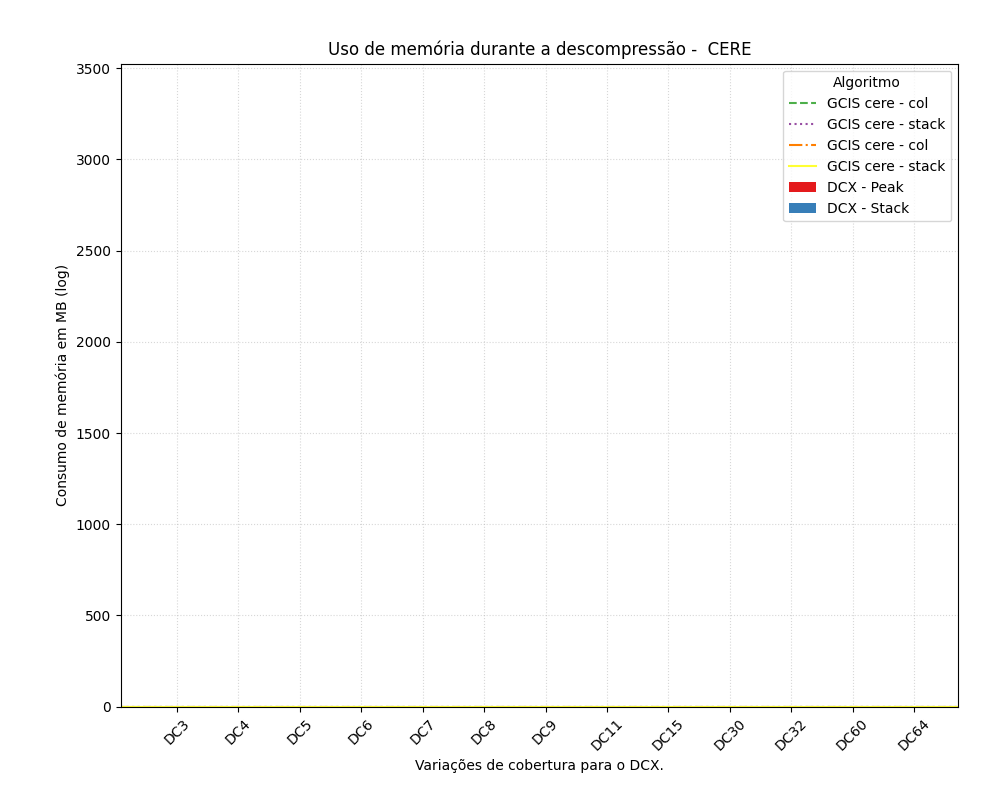 Uso de memória durante a descompressão -  CERE
Algoritmo
GCIS cere - col
GCIS cere - stack
GCIS cere - col
GCIS cere - stack
DCX - Peak
DCX - Stack
Consumo de memória em MB (log)
3500
3000
2500
2000
1500
1000
500
0
DC3 DC4 DC5 DC6 DC7 DC8 DC9 DC11 DC15 DC30 DC32 DC60 DC64
Variações de cobertura para o DCX.